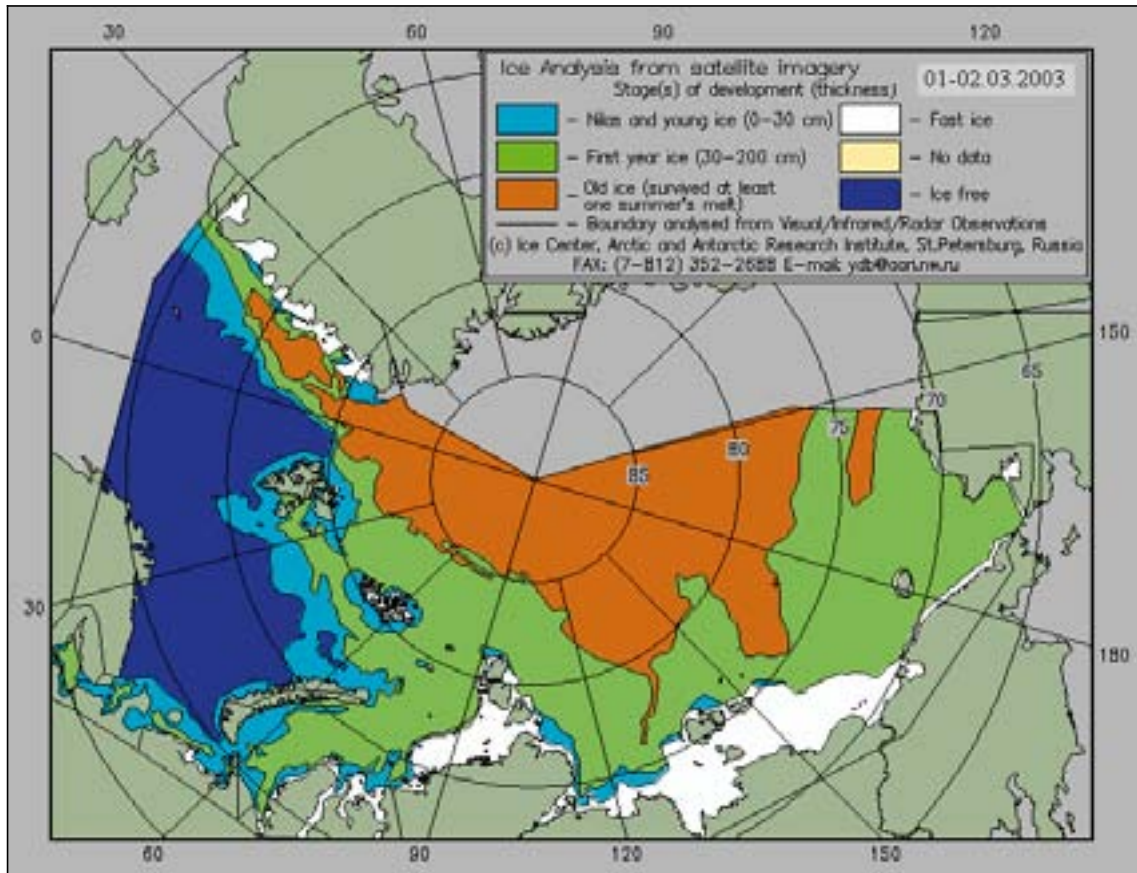 30 60 90 120
Ice Analysis from satellite imagery
01-02.03.2003
Stage(s) of development (thickness)
– Nilas and young ice (0–30 cm)
– Fast ice
– First year ice (30–200 cm)
– No data
– Old ice (survived at least
one summer's melt)
– Ice free
– Boundary analysed from Visual/Infrared/Radar Observations
(c) Ice Center, Arctic and Antarctic Research Institute, St.Petersburg, Russia
FAX: (7-812) 352-2688 E-mail:
0
150
65
70
75
80
85
30
180
60 90 120 150